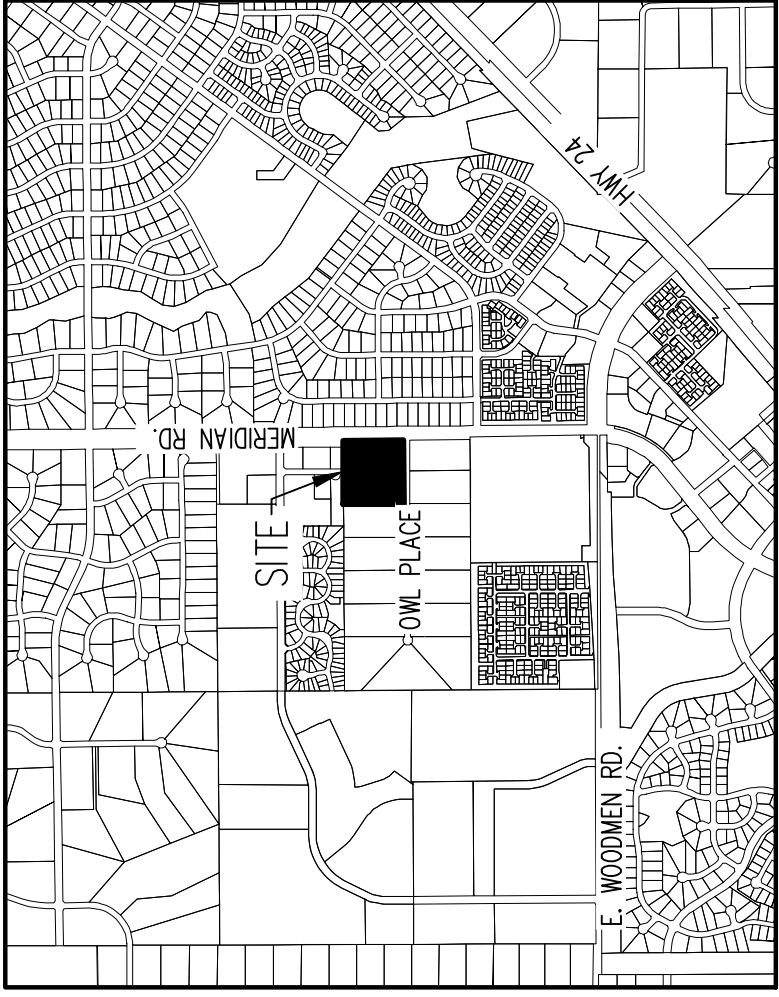 HWY 24
MERIDIAN RD.
SITE
OWL PLACE
E. WOODMEN RD.